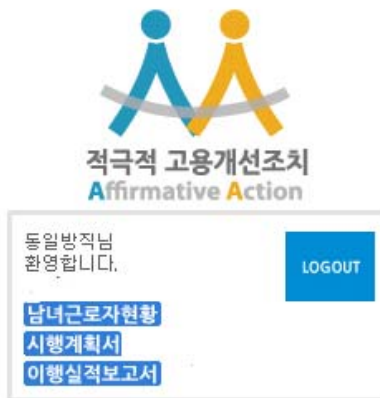 적극적 고용개선조치
Affirmative Action
동일방직님
환영합니다.
LOGOUT
남녀근로자현황
시행계획서
이행실적보고서